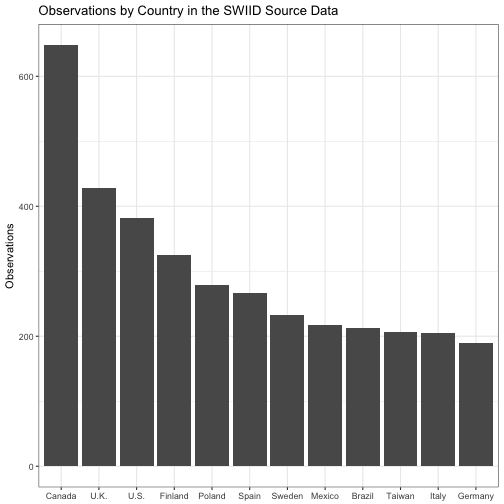 Observations by Country in the SWIID Source Data
Observations
600
400
200
0
Canada U.K. U.S. Finland Poland Spain Sweden Mexico Brazil Taiwan Italy Germany